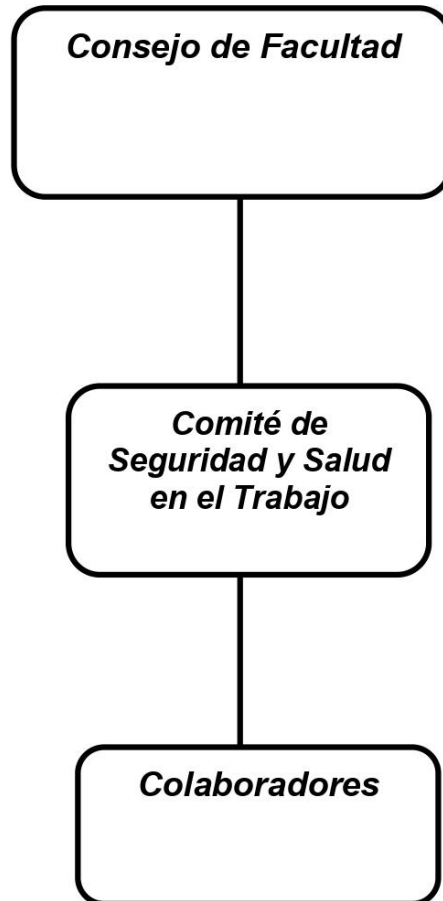 Consejo de Facultad
Comité de
Seguridad y Salud
en el Trabajo
Colaboradores